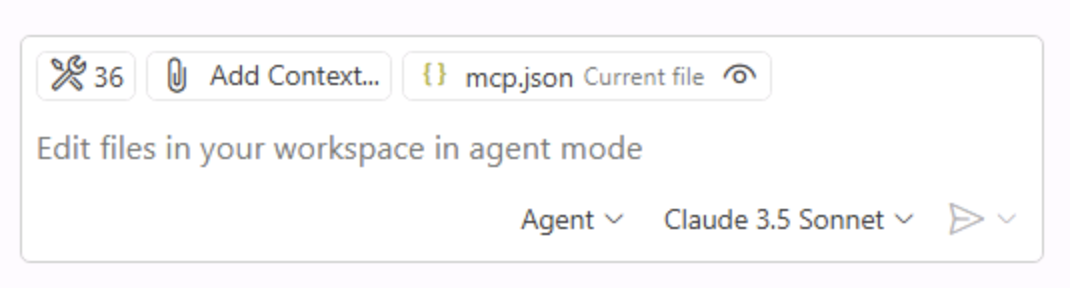 36 Add Context... {} mcp.json Current file
Edit files in your workspace in agent mode
Agent Claude 3.5 Sonnet